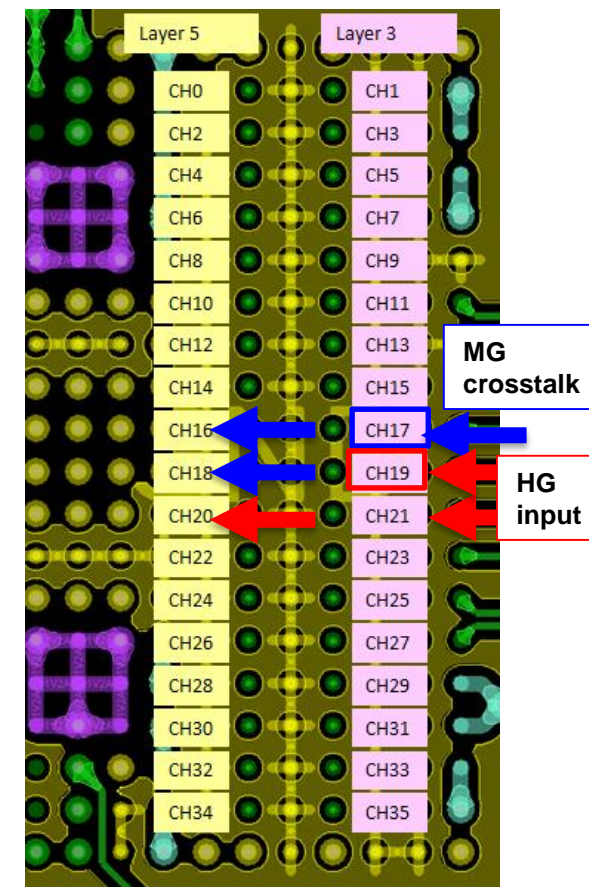 Layer 5 Layer 3
CH0 CH1
CH2 CH3
CH4 CH5
CH6 CH7
CH8 CH9
CH10 CH11
CH12 CH13
MG
crosstalk
CH14 CH15
CH16 CH17
CH18 CH19
HG
input
CH20 CH21
CH22 CH23
CH24 CH25
CH26 CH27
CH28 CH29
CH30 CH31
CH32 CH33
CH34 CH35